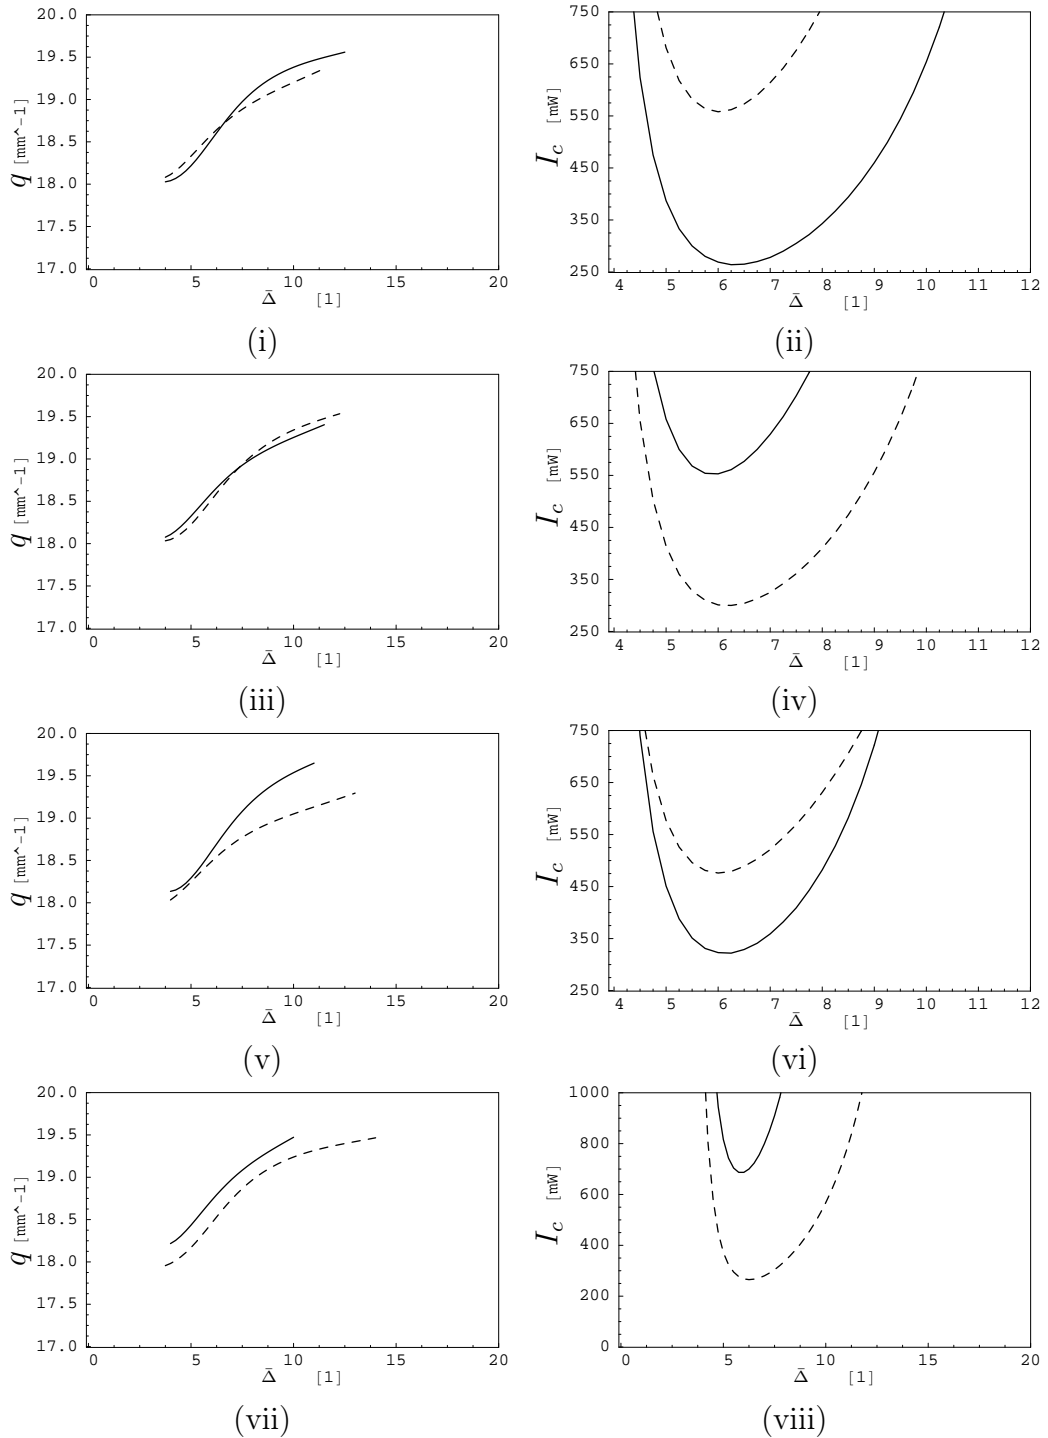 20.0
19.5
19.0
18.5
18.0
17.5
17.0
q [mm^-1]
0 5 10 15 20
Δ̄ [1]
(i)
750
650
550
450
350
250
I_c [mW]
4 5 6 7 8 9 10 11 12
Δ̄ [1]
(ii)
20.0
19.5
19.0
18.5
18.0
17.5
17.0
q [mm^-1]
0 5 10 15 20
Δ̄ [1]
(iii)
750
650
550
450
350
250
I_c [mW]
4 5 6 7 8 9 10 11 12
Δ̄ [1]
(iv)
20.0
19.5
19.0
18.5
18.0
17.5
17.0
q [mm^-1]
0 5 10 15 20
Δ̄ [1]
(v)
750
650
550
450
350
250
I_c [mW]
4 5 6 7 8 9 10 11 12
Δ̄ [1]
(vi)
20.0
19.5
19.0
18.5
18.0
17.5
17.0
q [mm^-1]
0 5 10 15 20
Δ̄ [1]
(vii)
1000
800
600
400
200
0
I_c [mW]
0 5 10 15 20
Δ̄ [1]
(viii)